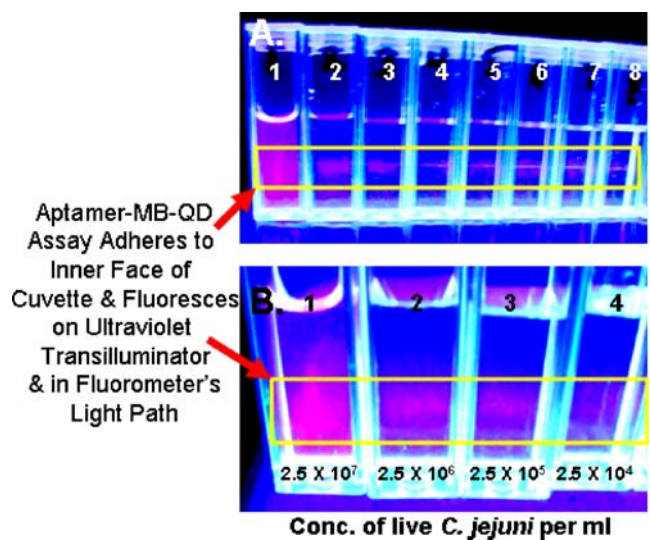 A.
1 2 3 4 5 6 7 8
Aptamer-MB-QD
Assay Adheres to
Inner Face of
Cuvette & Fluoresces
on Ultraviolet
Transilluminator
& in Fluorometer's
Light Path
B.
1 2 3 4
2.5 X 10⁷ 2.5 X 10⁶ 2.5 X 10⁵ 2.5 X 10⁴
Conc. of live C. jejuni per ml